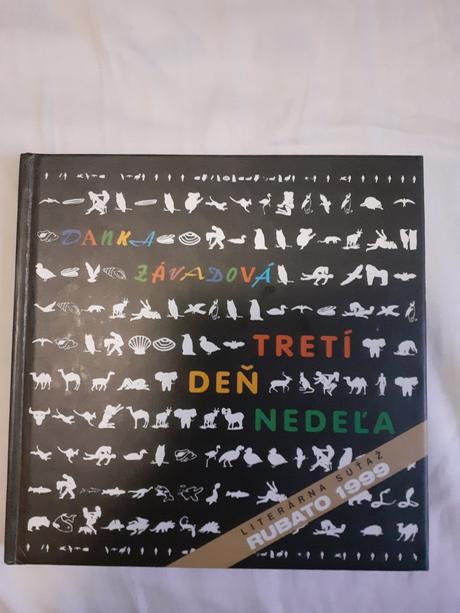 DANKA
ZÁVADOVÁ
TRETÍ
DEŇ
NEDEĽA
LITERÁRNA SÚŤAŽ
RUBATO 1999